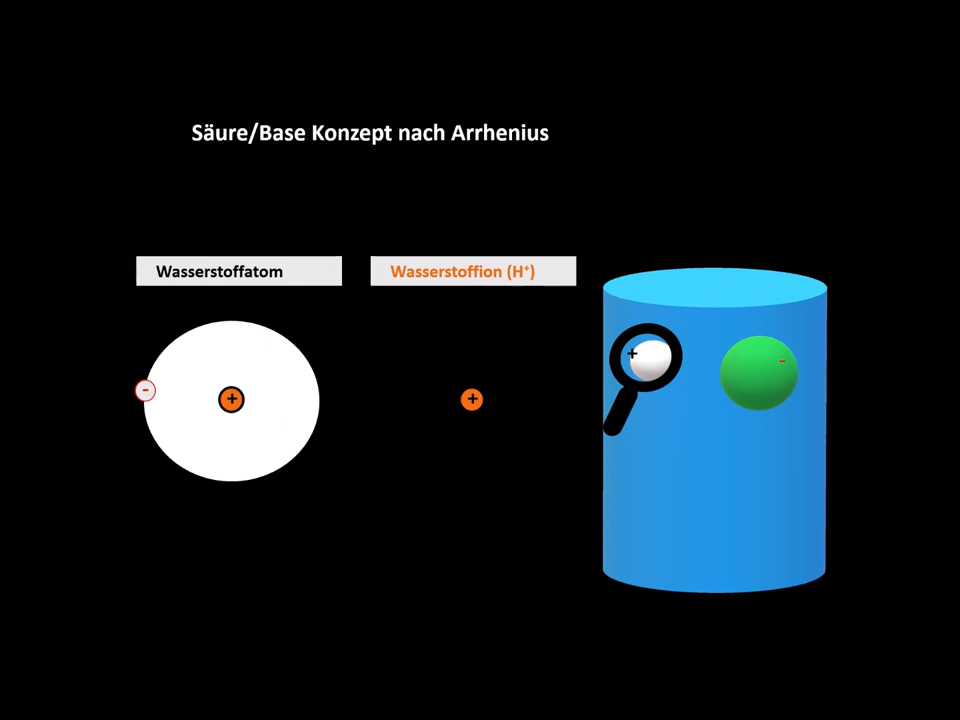 Säure/Base Konzept nach Arrhenius
Wasserstoffatom
Wasserstoffion (H⁺)
- + + + -